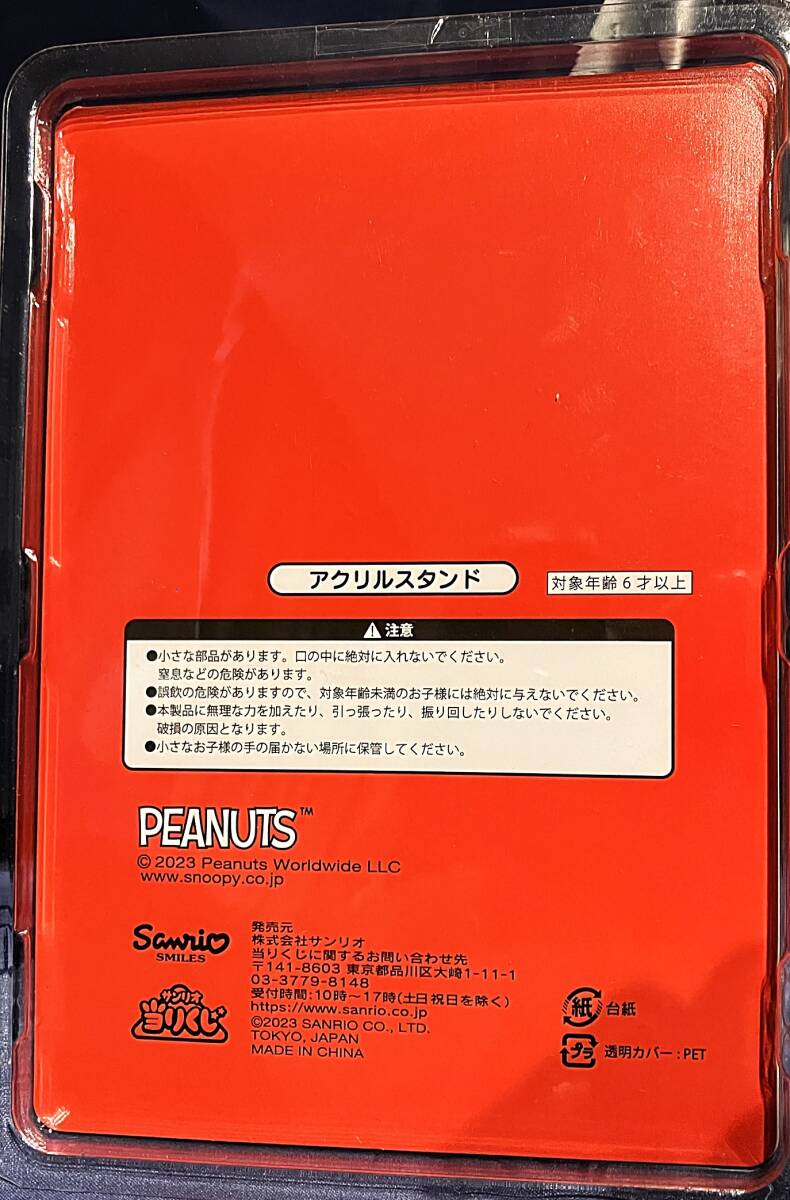 アクリルスタンド
対象年齢6才以上
注意
●小さな部品があります。口の中に絶対に入れないでください。
窒息などの危険があります。
●誤飲の危険がありますので、対象年齢未満のお子様には絶対に与えないでください。
●本製品に無理な力を加えたり、引っ張ったり、振り回したりしないでください。
破損の原因となります。
●小さなお子様の手の届かない場所に保管してください。
PEANUTS™
© 2023 Peanuts Worldwide LLC
www.snoopy.co.jp
Sanrio
SMILES
サンリオ
当りくじ
発売元
株式会社サンリオ
当りくじに関するお問い合わせ先
〒141-8603 東京都品川区大崎1-11-1
03-3779-8148
受付時間:10時〜17時(土日祝日を除く)
https://www.sanrio.co.jp
©2023 SANRIO CO., LTD.
TOKYO, JAPAN
MADE IN CHINA
紙 台紙
プラ 透明カバー:PET